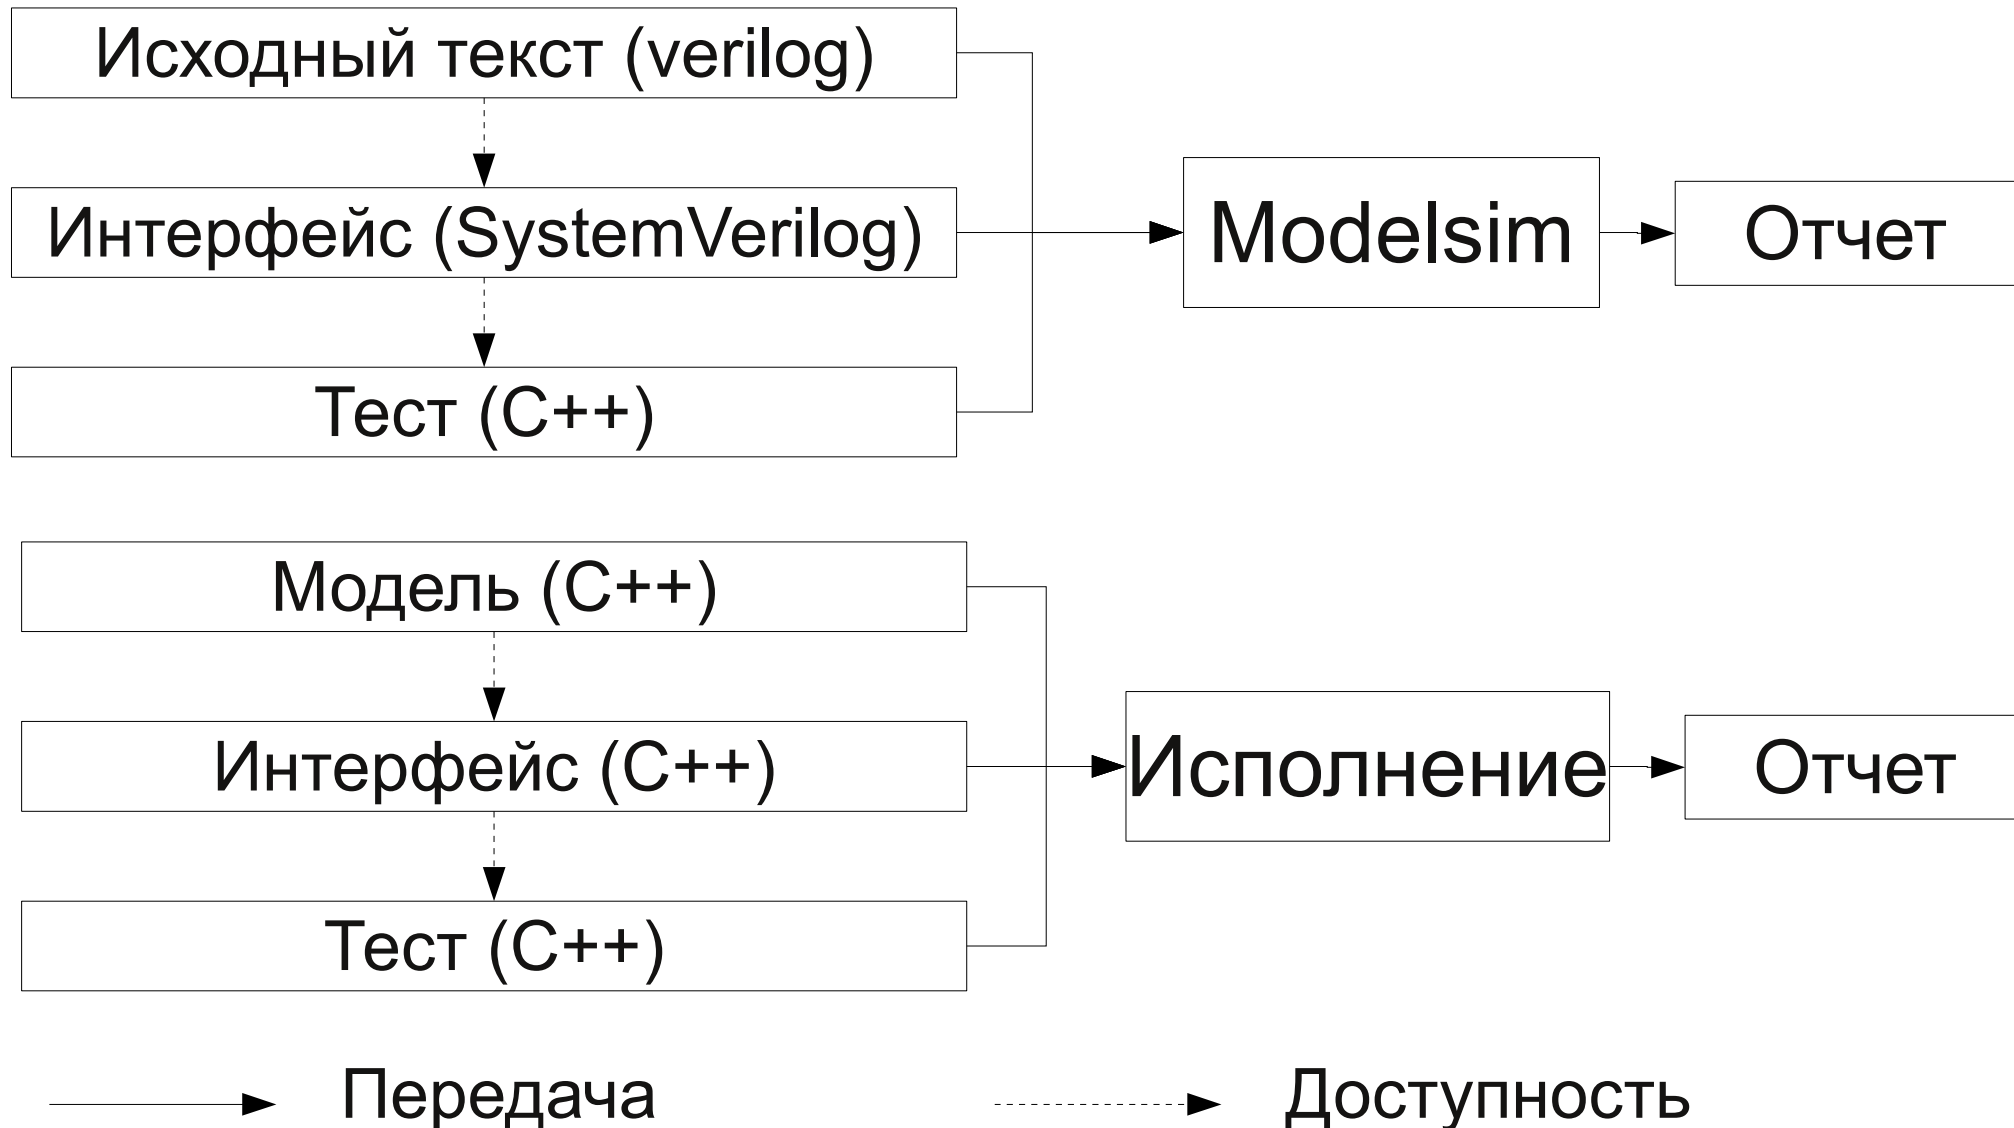 Исходный текст (verilog)
Интерфейс (SystemVerilog)
Modelsim
Отчет
Тест (C++)
Модель (C++)
Интерфейс (C++)
Исполнение
Отчет
Тест (C++)
Передача
Доступность